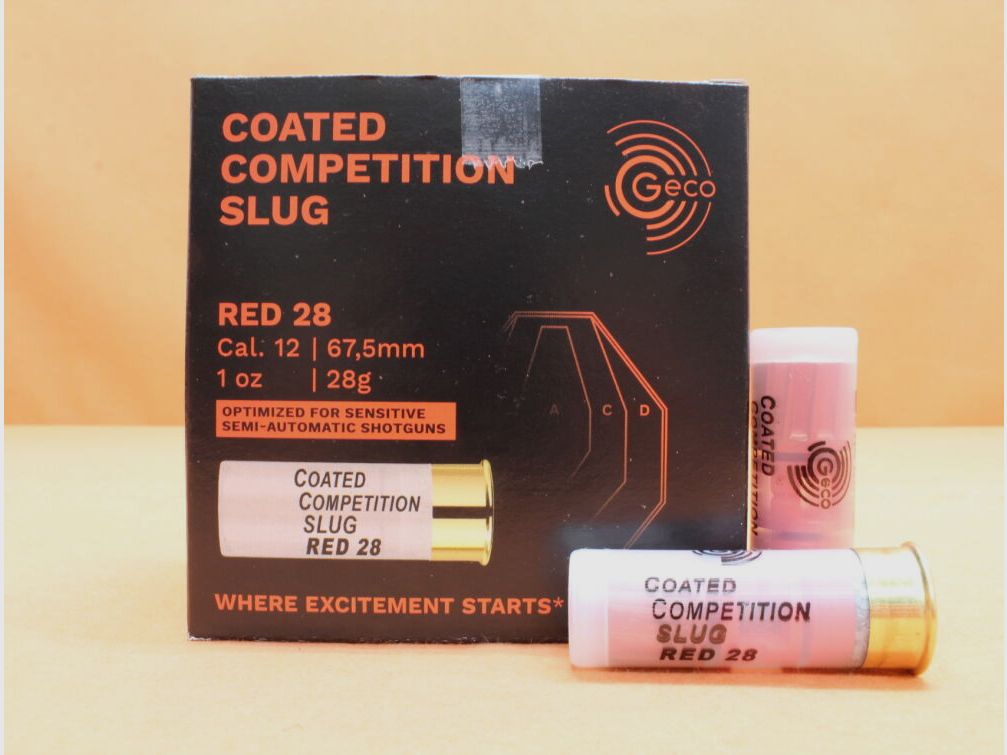 COATED
COMPETITION
SLUG
Geco
RED 28
Cal. 12 | 67,5mm
1 oz | 28g
OPTIMIZED FOR SENSITIVE
SEMI-AUTOMATIC SHOTGUNS
A C D
COATED
COMPETITION
SLUG
RED 28
WHERE EXCITEMENT STARTS*
COATED
COMPETITION
Geco
COATED
COMPETITION
SLUG
RED 28